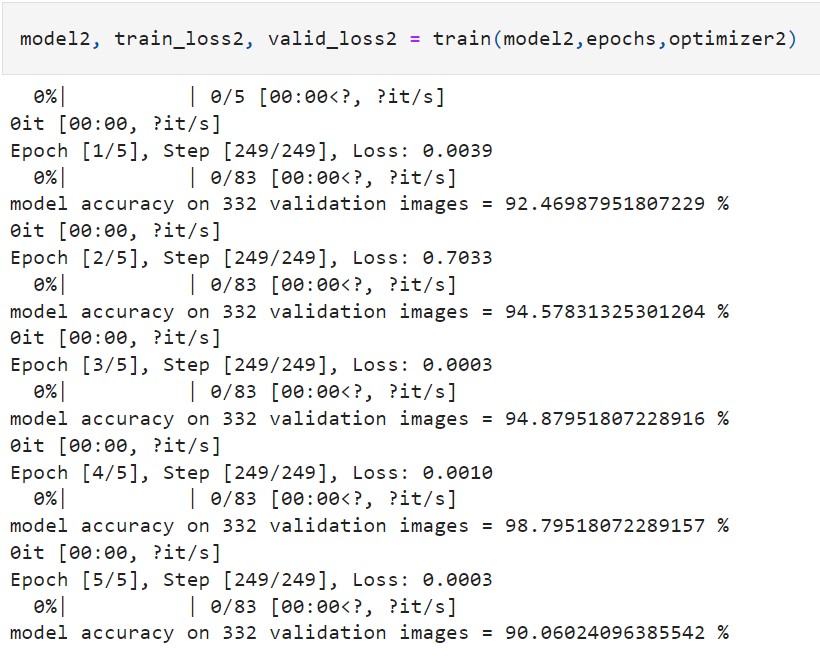 model2, train_loss2, valid_loss2 = train(model2,epochs,optimizer2)
0%| | 0/5 [00:00<?, ?it/s]
0it [00:00, ?it/s]
Epoch [1/5], Step [249/249], Loss: 0.0039
0%| | 0/83 [00:00<?, ?it/s]
model accuracy on 332 validation images = 92.46987951807229 %
0it [00:00, ?it/s]
Epoch [2/5], Step [249/249], Loss: 0.7033
0%| | 0/83 [00:00<?, ?it/s]
model accuracy on 332 validation images = 94.57831325301204 %
0it [00:00, ?it/s]
Epoch [3/5], Step [249/249], Loss: 0.0003
0%| | 0/83 [00:00<?, ?it/s]
model accuracy on 332 validation images = 94.87951807228916 %
0it [00:00, ?it/s]
Epoch [4/5], Step [249/249], Loss: 0.0010
0%| | 0/83 [00:00<?, ?it/s]
model accuracy on 332 validation images = 98.79518072289157 %
0it [00:00, ?it/s]
Epoch [5/5], Step [249/249], Loss: 0.0003
0%| | 0/83 [00:00<?, ?it/s]
model accuracy on 332 validation images = 90.06024096385542 %